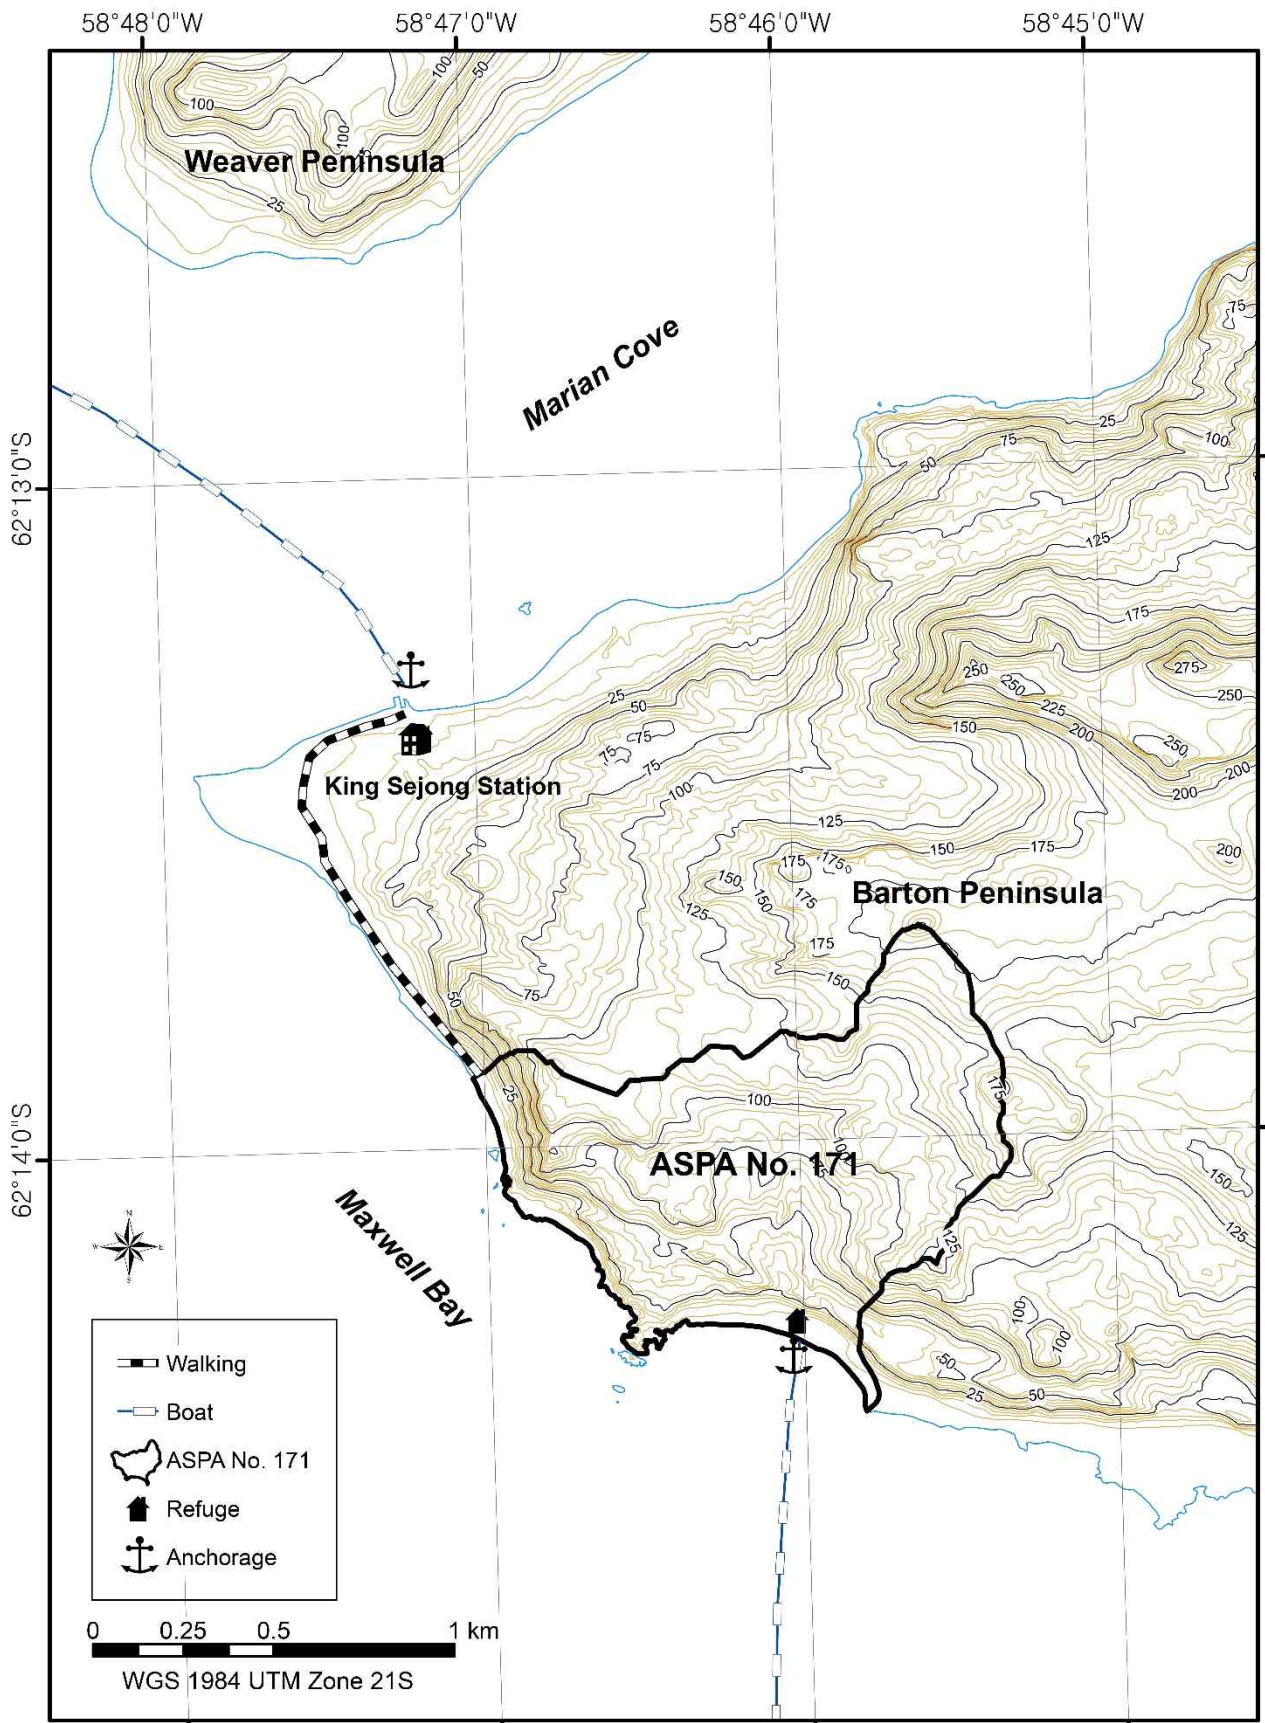 58°48'0"W 58°47'0"W 58°46'0"W 58°45'0"W
100 50
100
100
Weaver Peninsula
25
75
Marian Cove
25
75 100
50
62°13'0"S
125
175
275
250
250 250
25 225
50 150 200
75 250
75 200
King Sejong Station 75
100 200
125
150 175 200
175 175
150 150 175
Barton Peninsula
125
175
150
75
50
25 175
100
62°14'0"S
100
ASPA No. 171 150
75
Maxwell Bay
125 125
N
W E
S
100
100
50
25 50
Walking
Boat
ASPA No. 171
Refuge
Anchorage
0 0.25 0.5 1 km
WGS 1984 UTM Zone 21S